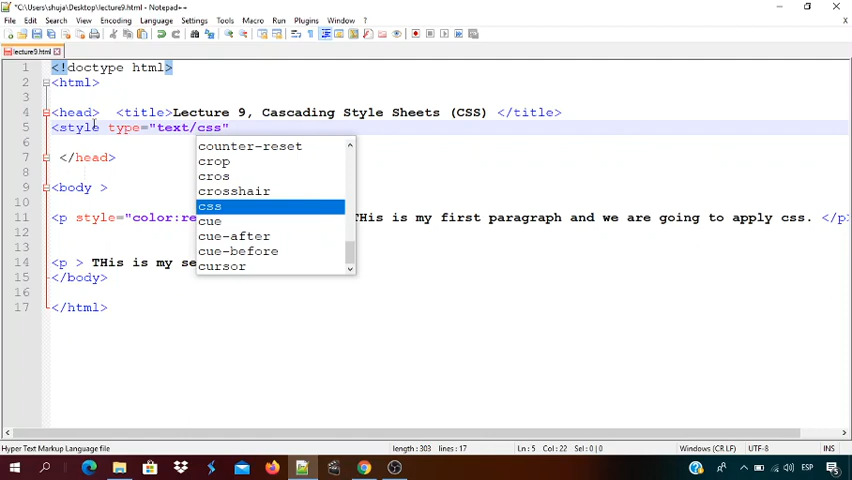 *C:\Users\shuja\Desktop\lecture9.html - Notepad++
File Edit Search View Encoding Language Settings Tools Macro Run Plugins Window ?
X
lecture9.html
1 <!doctype html>
2 <html>
3
4 <head> <title>Lecture 9, Cascading Style Sheets (CSS) </title>
5 <style type="text/css"
6
7 </head>
8
9 <body >
10
11 <p style="color:re THis is my first paragraph and we are going to apply css. </p>
12
13
14 <p > THis is my se
15 </body>
16
17 </html>
counter-reset
crop
cros
crosshair
css
cue
cue-after
cue-before
cursor
Hyper Text Markup Language file length : 303 lines : 17 Ln : 5 Col : 22 Sel : 0 | 0 Windows (CR LF) UTF-8 INS
ESP
5